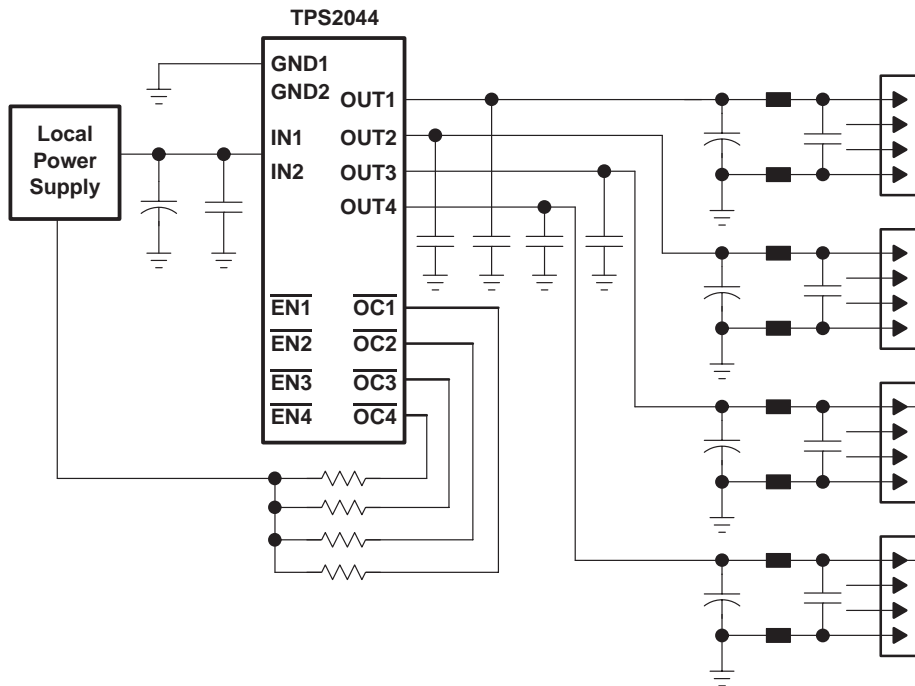 TPS2044
GND1
GND2 OUT1
Local
Power
Supply
IN1 OUT2
IN2 OUT3
OUT4
EN1 OC1
EN2 OC2
EN3 OC3
EN4 OC4